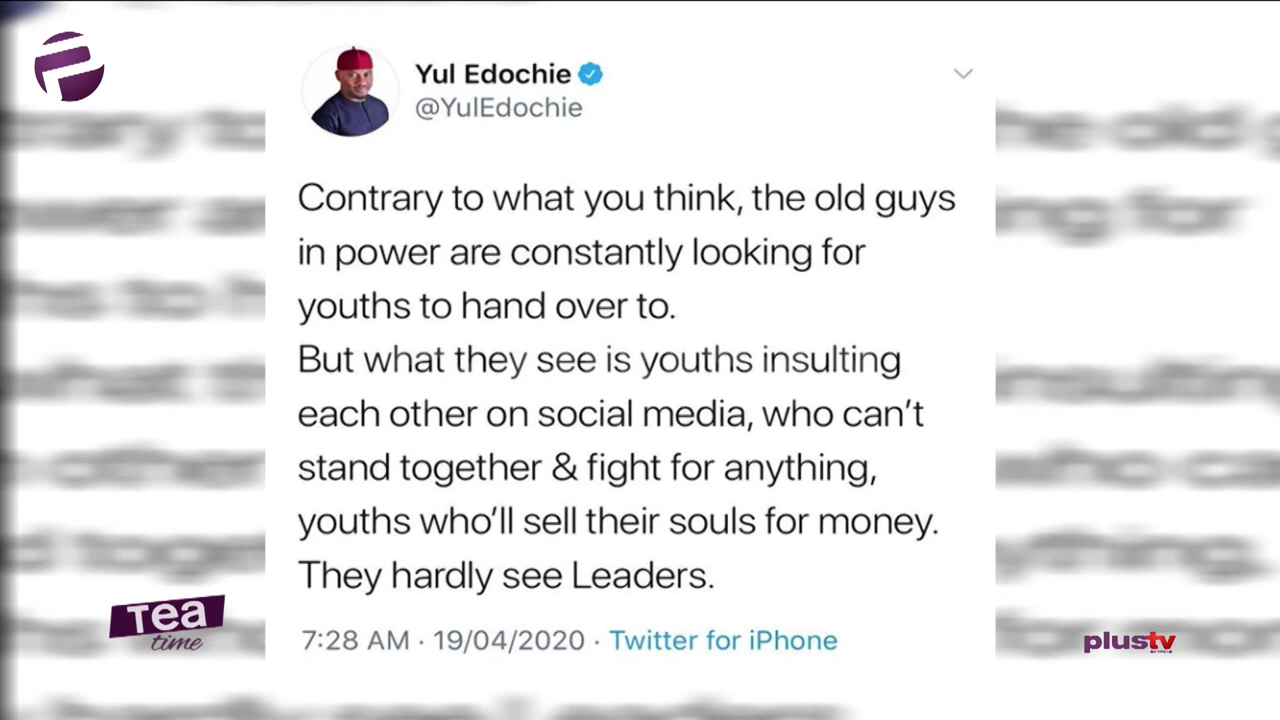 Yul Edochie
@YulEdochie
Contrary to what you think, the old guys
in power are constantly looking for
youths to hand over to.
But what they see is youths insulting
each other on social media, who can't
stand together & fight for anything,
youths who'll sell their souls for money.
They hardly see Leaders.
7:28 AM · 19/04/2020 · Twitter for iPhone
Tea
time
plustv